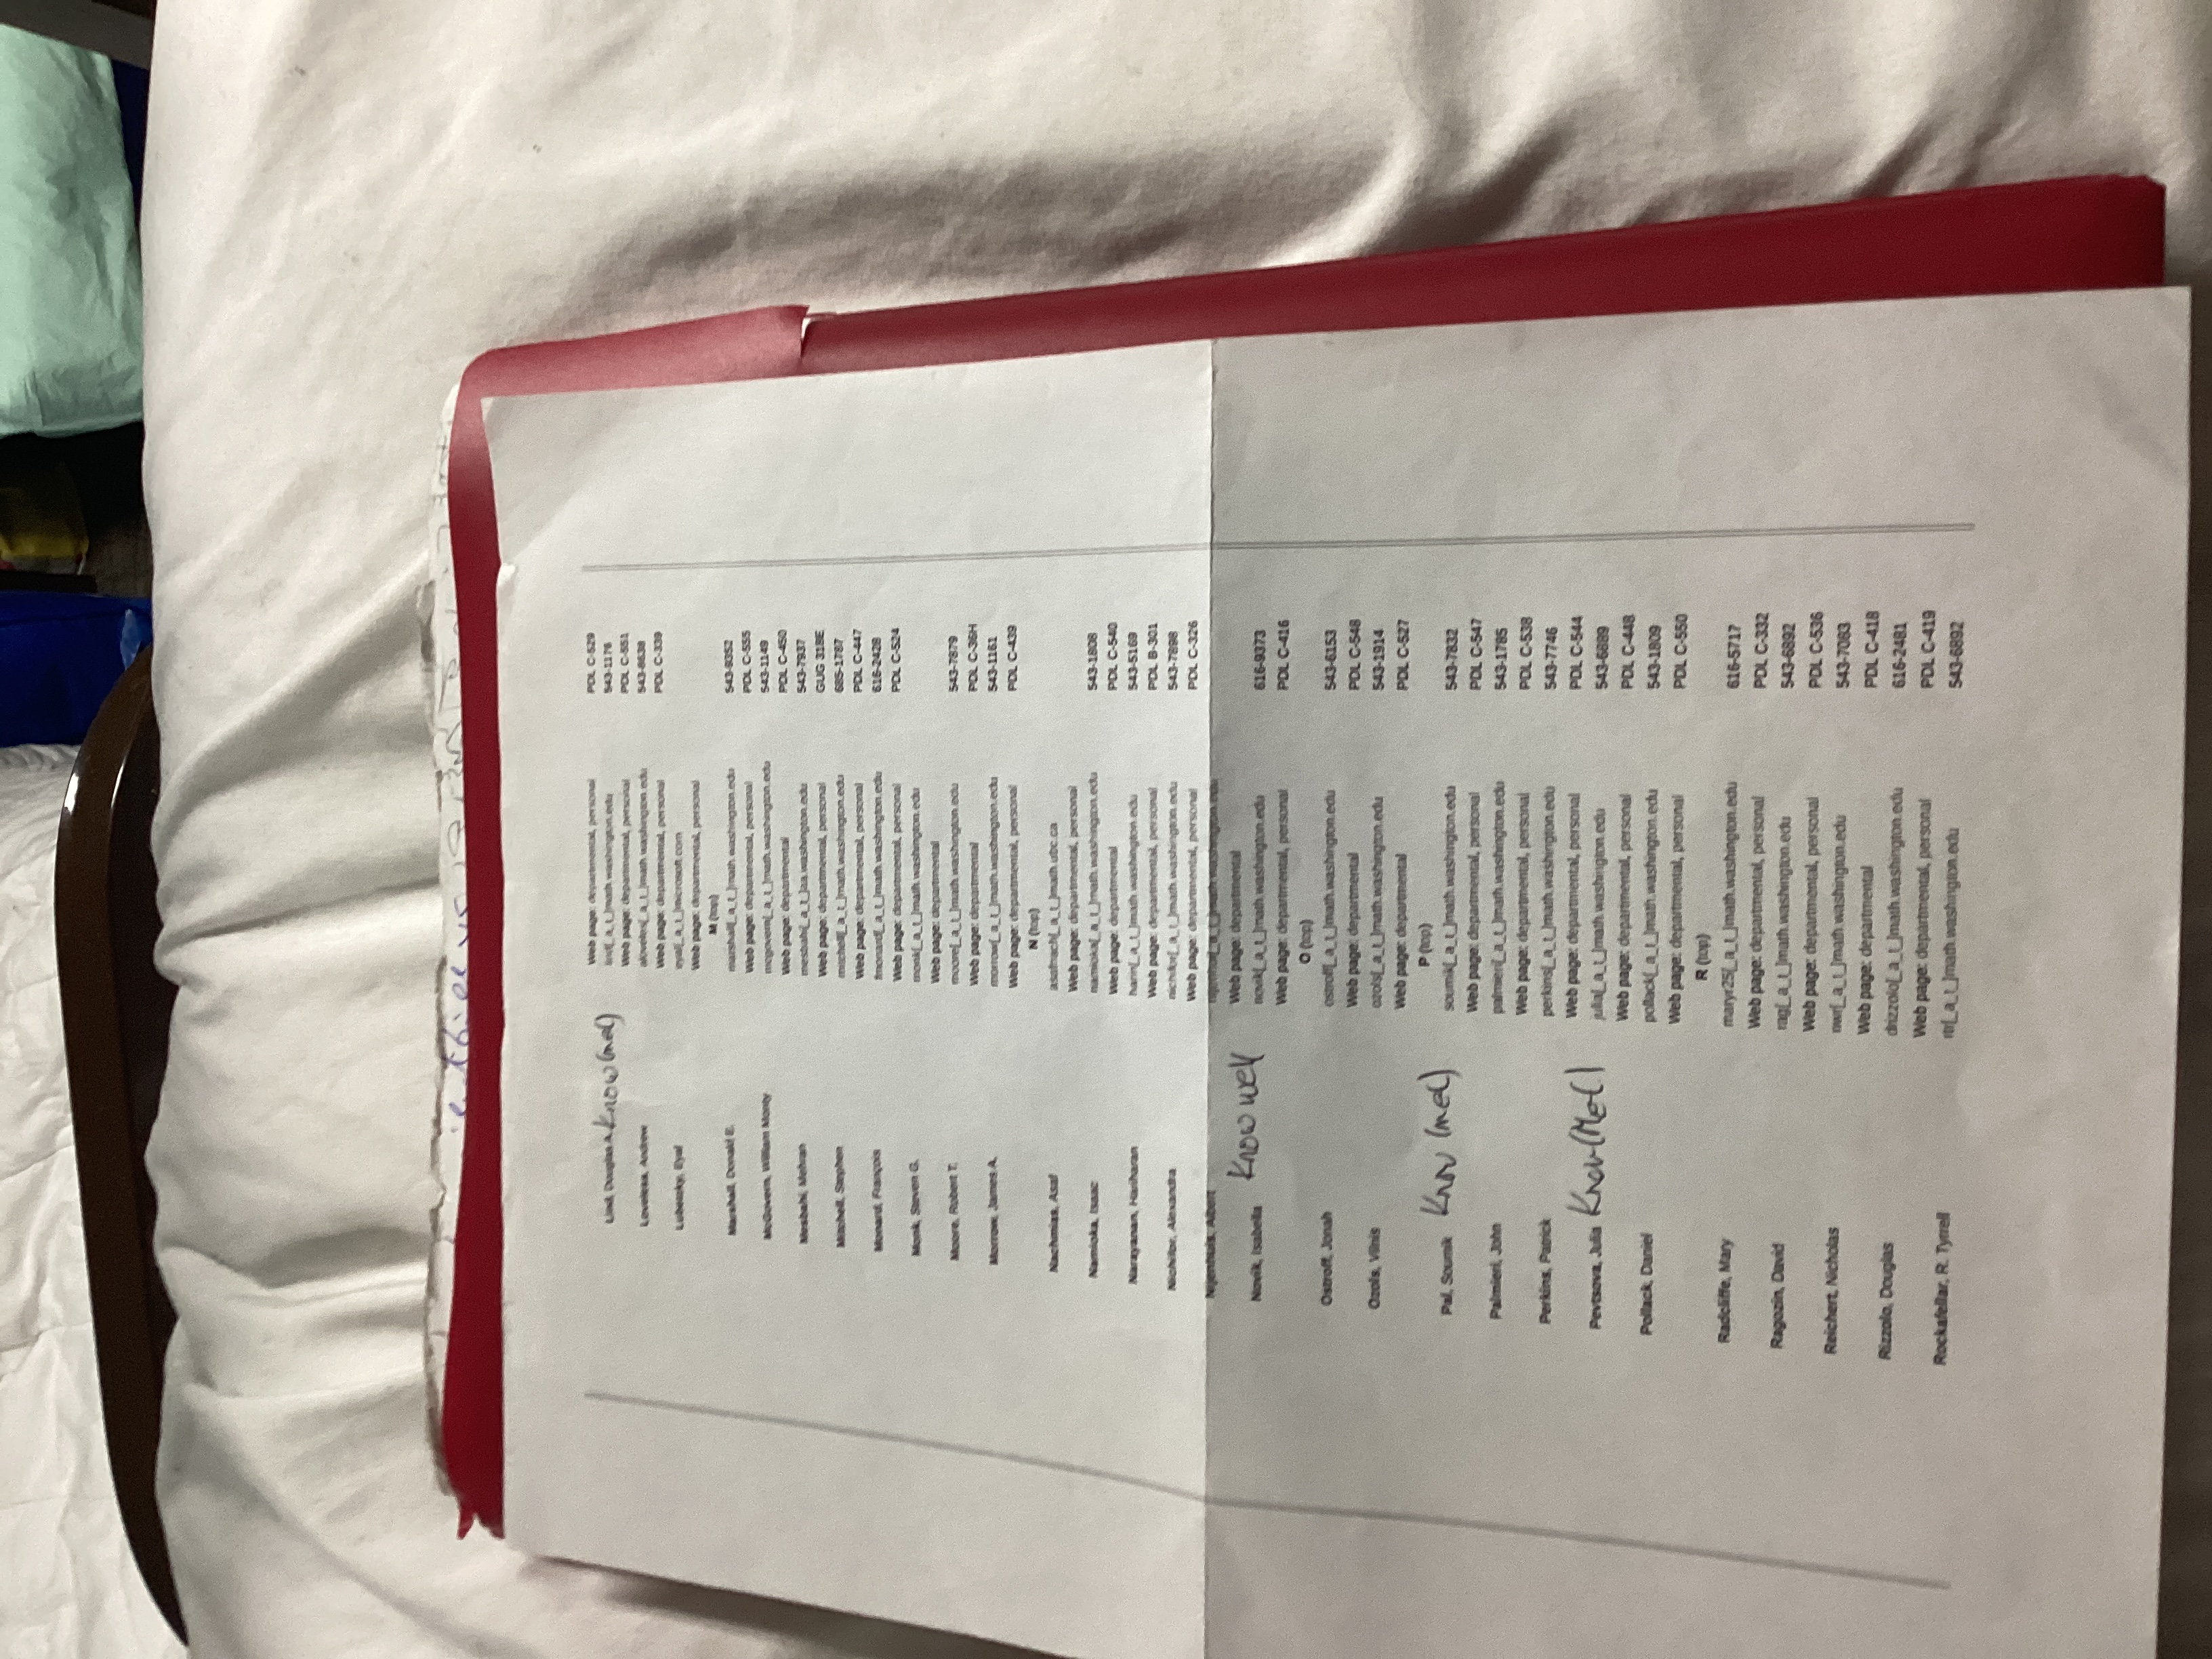 Web page: departmental, personal PDL C-529
Lind, Douglas A. Know (met) lind[_a_t_]math.washington.edu 543-1176
Web page: departmental, personal PDL C-551
Loveless, Andrew aloveles[_a_t_]math.washington.edu 543-8638
Web page: departmental, personal PDL C-339
Lubetzky, Eyal eyal[_a_t_]microsoft.com
Web page: departmental, personal
M (top)
Marshall, Donald E. marshall[_a_t_]math.washington.edu 543-9352
Web page: departmental, personal PDL C-555
McGovern, William Monty mcgovern[_a_t_]math.washington.edu 543-1149
Web page: departmental PDL C-450
Mesbahi, Mehran mesbahi[_a_t_]aa.washington.edu 543-7937
Web page: departmental, personal GUG 318E
Mitchell, Stephen mitchell[_a_t_]math.washington.edu 685-1787
Web page: departmental, personal PDL C-447
Monard, François fmonard[_a_t_]math.washington.edu 616-2428
Web page: departmental, personal PDL C-524
Monk, Steven G. monk[_a_t_]math.washington.edu
Web page: departmental
Moore, Robert T. moore[_a_t_]math.washington.edu 543-7879
Web page: departmental PDL C-36H
Morrow, James A. morrow[_a_t_]math.washington.edu 543-1161
Web page: departmental, personal PDL C-439
N (top)
Nachmias, Asaf asafnach[_a_t_]math.ubc.ca
Web page: departmental, personal
Namioka, Isaac namioka[_a_t_]math.washington.edu 543-1808
Web page: departmental PDL C-540
Narayanan, Hariharan harin[_a_t_]math.washington.edu 543-5169
Web page: departmental, personal PDL B-301
Nichifor, Alexandra nichifor[_a_t_]math.washington.edu 543-7898
Web page: departmental, personal PDL C-326
Nijenhuis, Albert nijenhui[_a_t_]math.washington.edu
Web page: departmental
Novik, Isabella Know well novik[_a_t_]math.washington.edu 616-9373
Web page: departmental, personal PDL C-416
O (top)
Ostroff, Jonah ostroff[_a_t_]math.washington.edu 543-6153
Web page: departmental PDL C-548
Ozols, Vilnis ozols[_a_t_]math.washington.edu 543-1914
Web page: departmental PDL C-527
P (top)
Pal, Soumik Know (met) soumik[_a_t_]math.washington.edu 543-7832
Web page: departmental, personal PDL C-547
Palmieri, John palmieri[_a_t_]math.washington.edu 543-1785
Web page: departmental, personal PDL C-538
Perkins, Patrick perkins[_a_t_]math.washington.edu 543-7746
Web page: departmental, personal PDL C-544
Pevtsova, Julia Know (Met) julia[_a_t_]math.washington.edu 543-6889
Web page: departmental, personal PDL C-448
Pollack, Daniel pollack[_a_t_]math.washington.edu 543-1809
Web page: departmental, personal PDL C-550
R (top)
Radcliffe, Mary maryr25[_a_t_]math.washington.edu 616-5717
Web page: departmental, personal PDL C-332
Ragozin, David rag[_a_t_]math.washington.edu 543-6892
Web page: departmental, personal PDL C-536
Reichert, Nicholas nwr[_a_t_]math.washington.edu 543-7083
Web page: departmental PDL C-418
Rizzolo, Douglas drizzolo[_a_t_]math.washington.edu 616-2481
Web page: departmental, personal PDL C-419
Rockafellar, R. Tyrrell rtr[_a_t_]math.washington.edu 543-6892